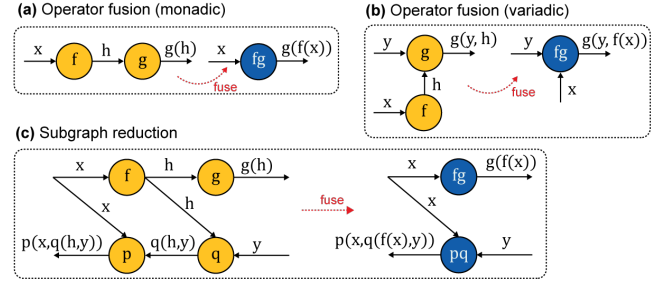 (a) Operator fusion (monadic)
x f h g g(h) x fg g(f(x))
fuse
(b) Operator fusion (variadic)
y g g(y, h) y fg g(y, f(x))
h fuse
x f x
(c) Subgraph reduction
x f h g g(h) x fg g(f(x))
x h fuse x
p(x,q(h,y)) p q(h,y) q y p(x,q(f(x),y)) pq y